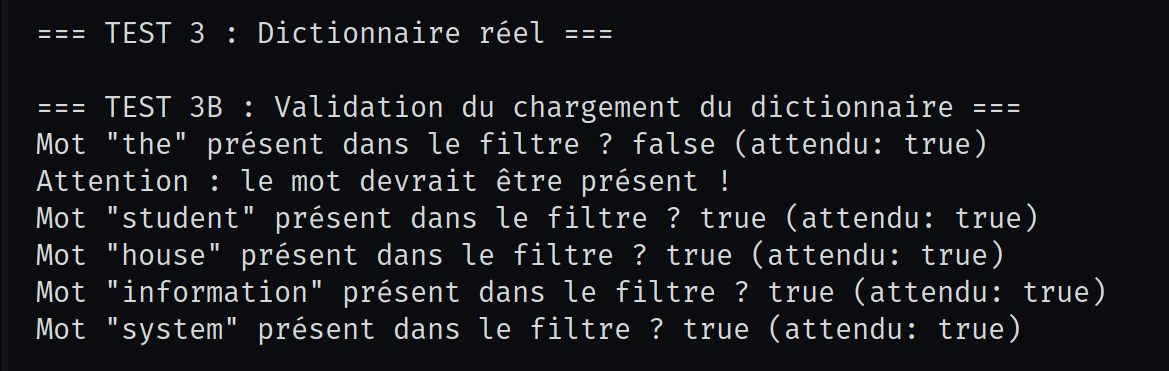 === TEST 3 : Dictionnaire réel ===
=== TEST 3B : Validation du chargement du dictionnaire ===
Mot "the" présent dans le filtre ? false (attendu: true)
Attention : le mot devrait être présent !
Mot "student" présent dans le filtre ? true (attendu: true)
Mot "house" présent dans le filtre ? true (attendu: true)
Mot "information" présent dans le filtre ? true (attendu: true)
Mot "system" présent dans le filtre ? true (attendu: true)